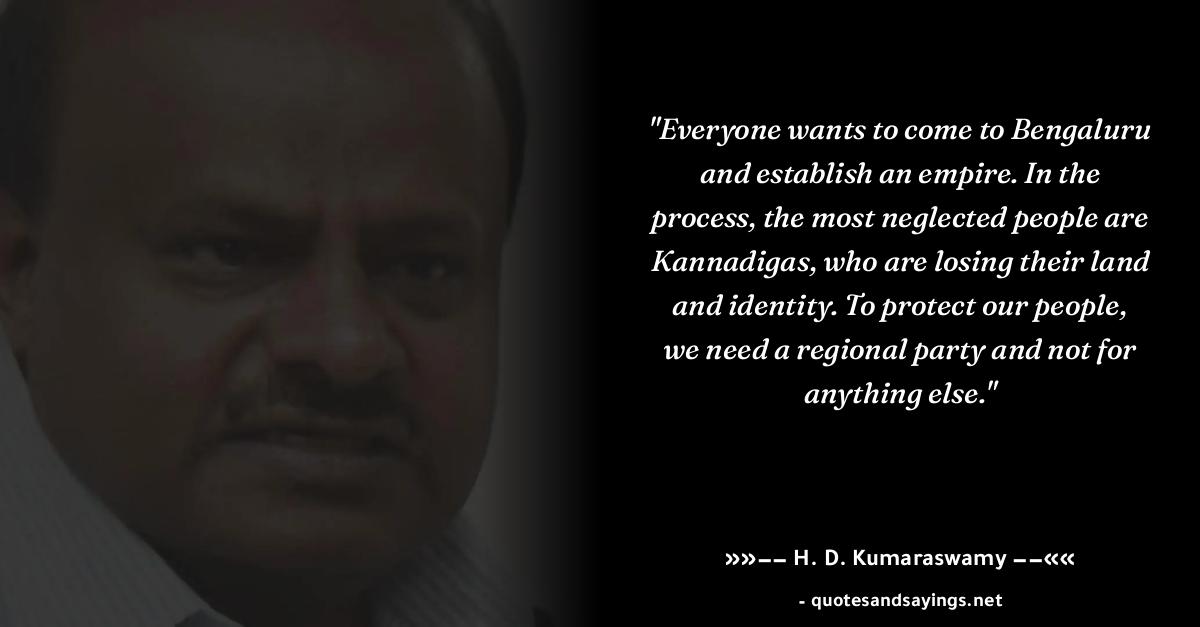 "Everyone wants to come to Bengaluru
and establish an empire. In the
process, the most neglected people are
Kannadigas, who are losing their land
and identity. To protect our people,
we need a regional party and not for
anything else."
»»−− H. D. Kumaraswamy −−««
- quotesandsayings.net